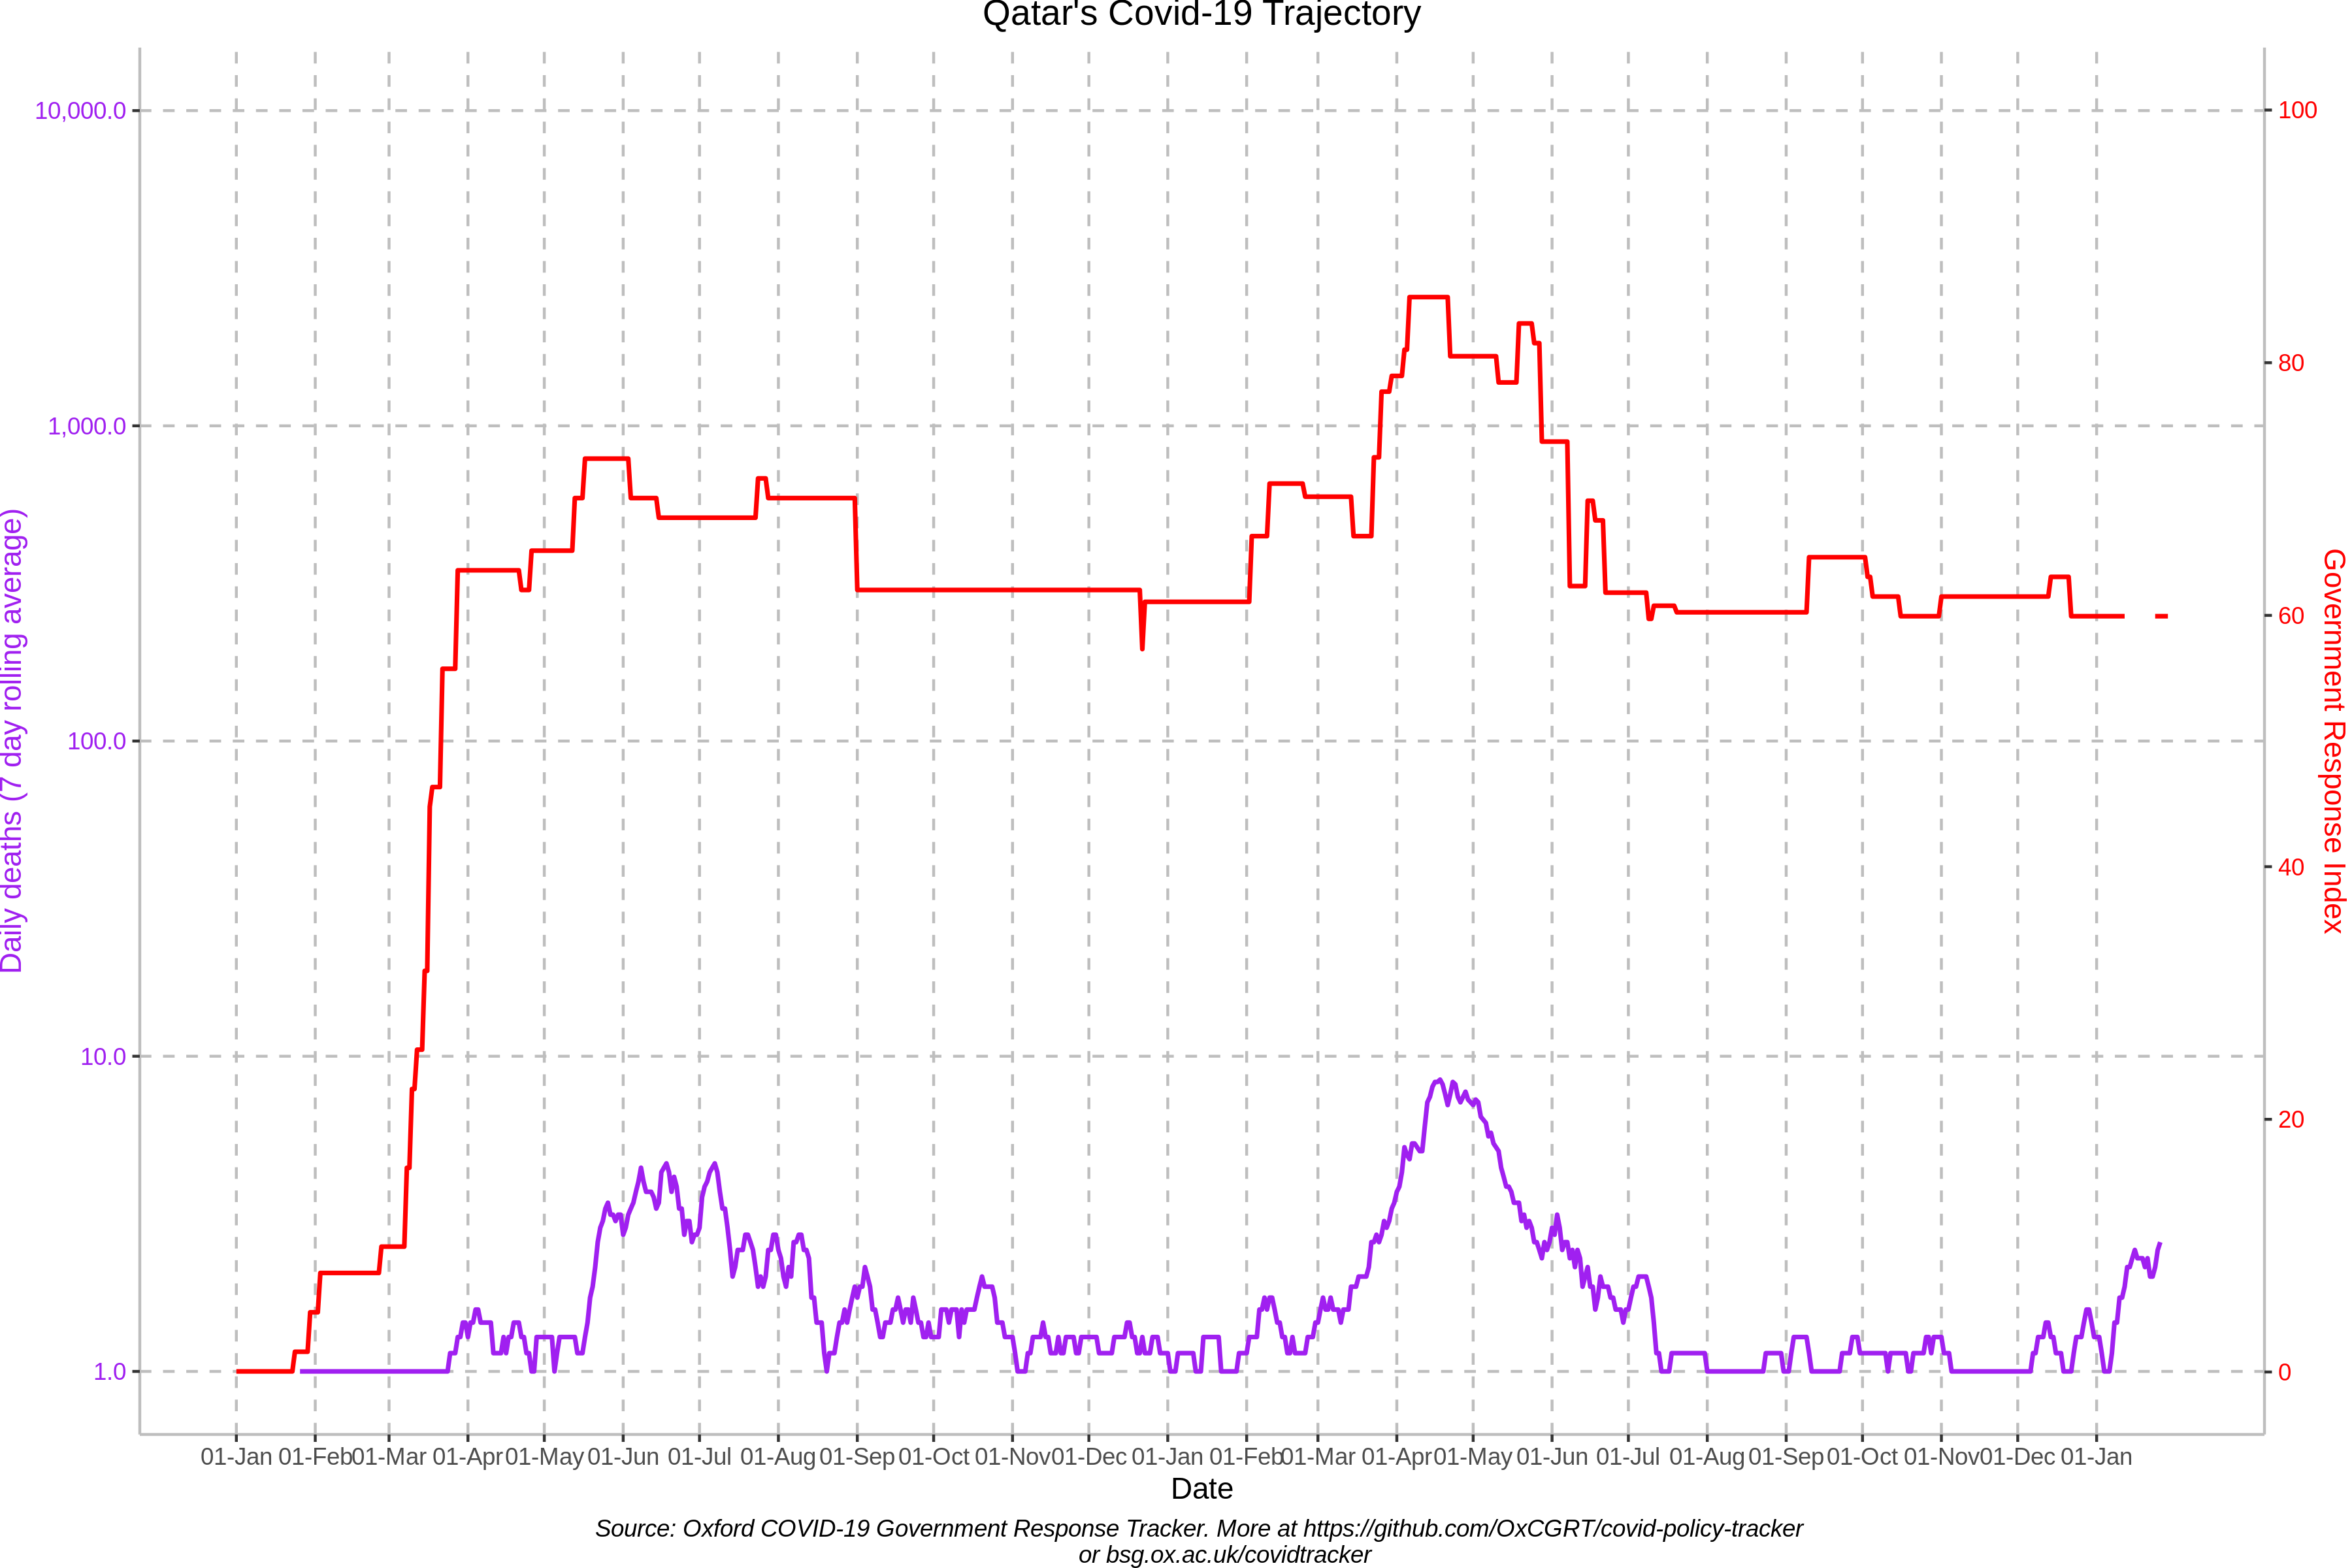 Qatar's Covid-19 Trajectory
10,000.0
1,000.0
100.0
10.0
1.0
Daily deaths (7 day rolling average)
100
80
60
40
20
0
Government Response Index
01-Jan 01-Feb 01-Mar 01-Apr 01-May 01-Jun 01-Jul 01-Aug 01-Sep 01-Oct 01-Nov 01-Dec 01-Jan 01-Feb 01-Mar 01-Apr 01-May 01-Jun 01-Jul 01-Aug 01-Sep 01-Oct 01-Nov 01-Dec 01-Jan
Date
Source: Oxford COVID-19 Government Response Tracker. More at https://github.com/OxCGRT/covid-policy-tracker
or bsg.ox.ac.uk/covidtracker